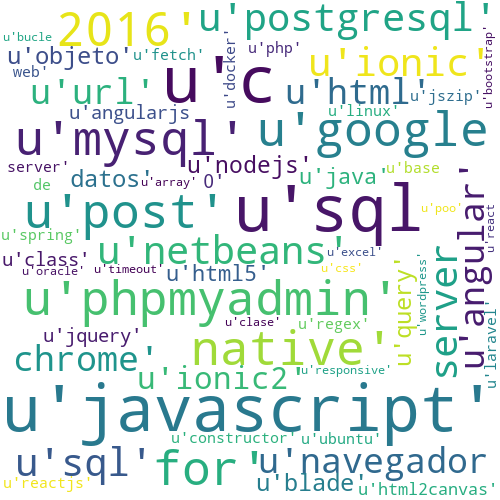 u'bucle
2016'
u'postgresql'
u'objeto'
u'fetch'
u'php'
u'docker'
u'ionic'
u'bootstrap'
web'
u'url'
u'c
u'html'
u'jszip'
u'angularjs
u'linux'
u'mysql'
u'google
server'
u'nodejs'
u'base
de
datos'
u'array'
0'
u'java'
u'post'
u'sql
u'poo'
u'angular'
u'react
u'spring'
u'netbeans'
u'class'
u'oracle'
u'timeout'
u'html5'
u'excel'
u'css'
u'query'
u'wordpress
server
u'phpmyadmin'
u'clase'
u'regex'
u'laravel'
u'jquery'
native'
chrome'
u'ionic2'
u'responsive'
u'javascript'
u'constructor'
u'ubuntu'
u'sql'
for'
u'navegador
u'reactjs'
u'blade'
u'html2canvas'